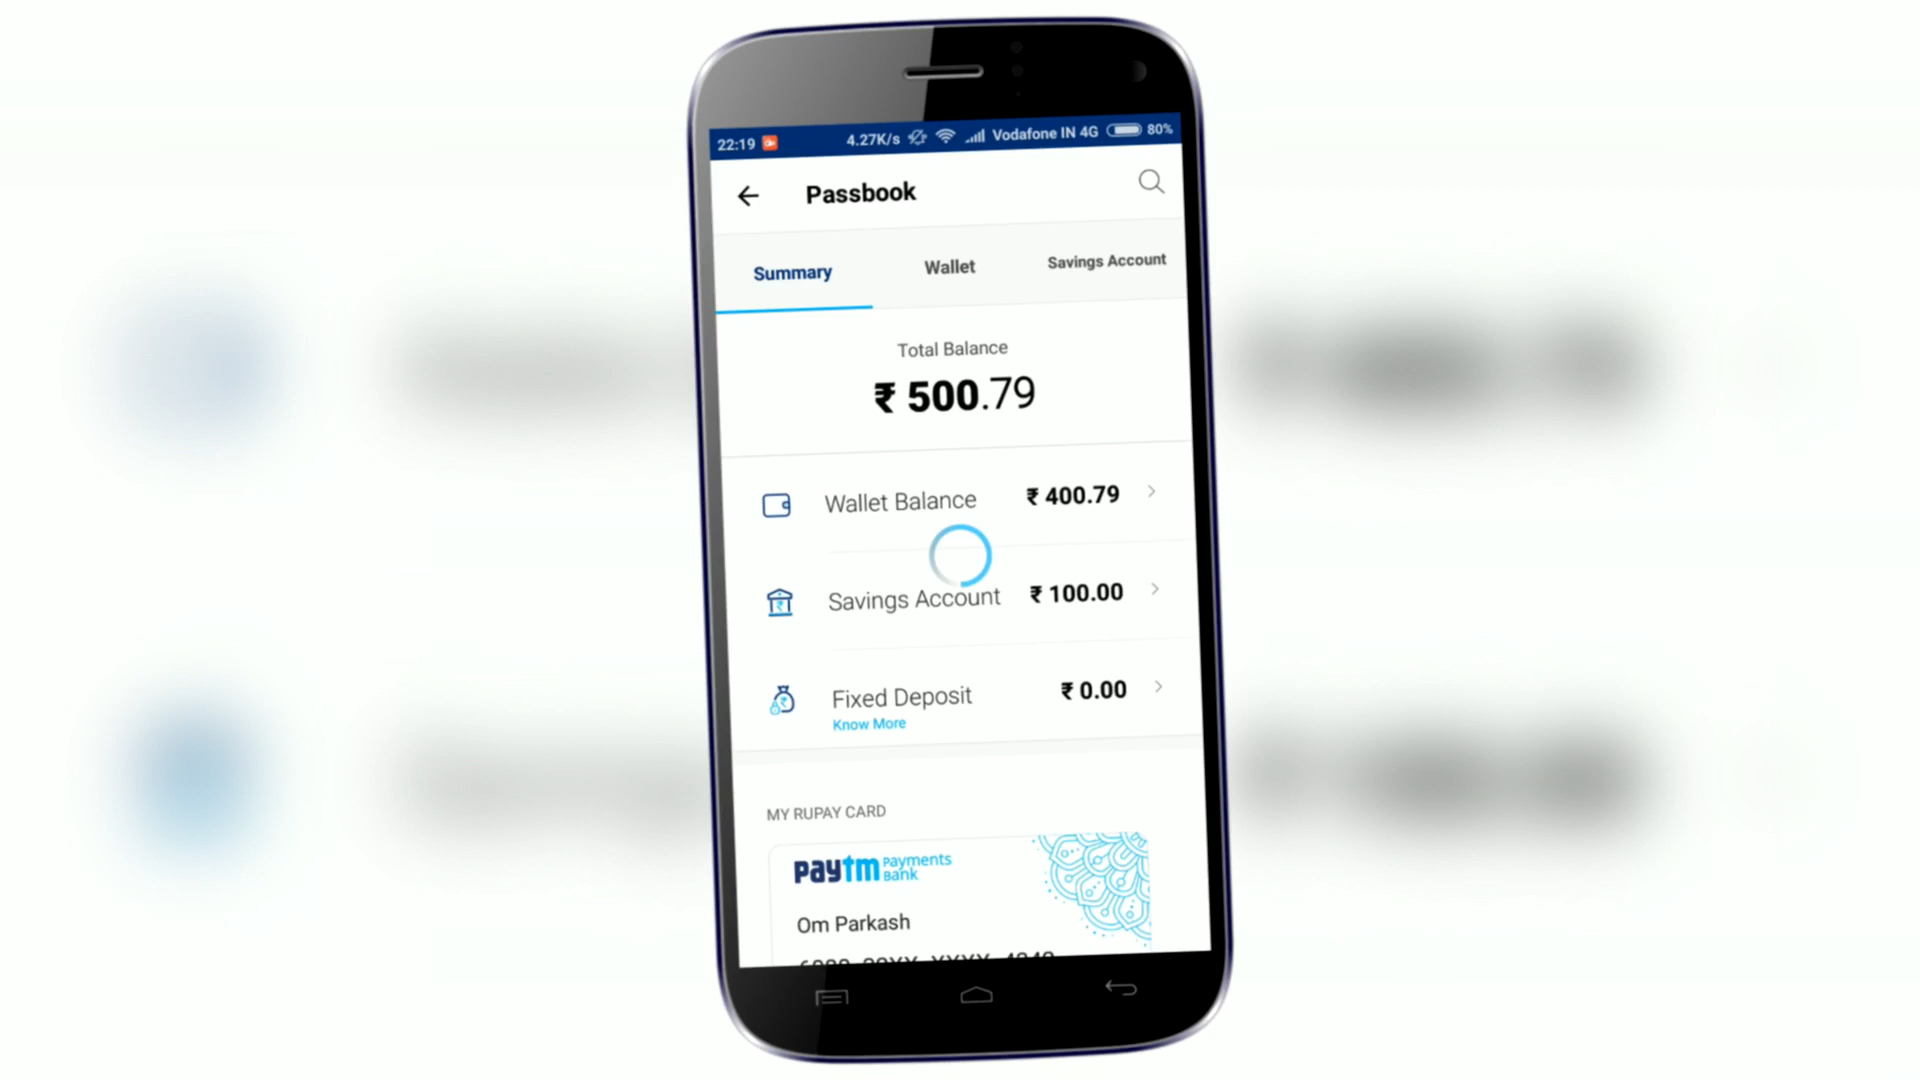 22:19 4.27K/s Vodafone IN 4G 80%
Passbook
Summary Wallet Savings Account
Total Balance
₹ 500.79
Wallet Balance ₹ 400.79
Savings Account ₹ 100.00
Fixed Deposit ₹ 0.00
Know More
MY RUPAY CARD
paytm Payments Bank
Om Parkash